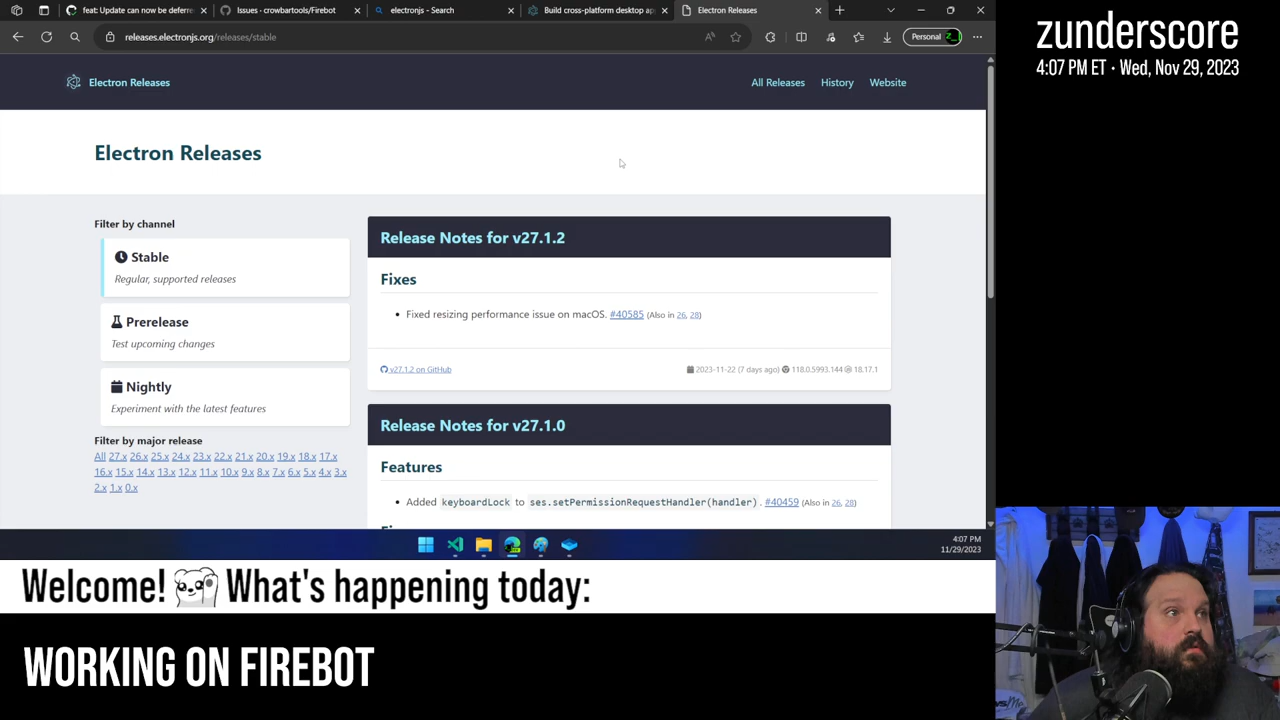 feat: Update can now be deferre
Issues · crowbartools/Firebot
electronjs - Search
Build cross-platform desktop ap
Electron Releases
releases.electronjs.org/releases/stable
Personal
zunderscore
4:07 PM ET • Wed, Nov 29, 2023
Electron Releases
All Releases
History
Website
Electron Releases
Filter by channel
Stable
Regular, supported releases
Prerelease
Test upcoming changes
Nightly
Experiment with the latest features
Filter by major release
All 27.x 26.x 25.x 24.x 23.x 22.x 21.x 20.x 19.x 18.x 17.x
16.x 15.x 14.x 13.x 12.x 11.x 10.x 9.x 8.x 7.x 6.x 5.x 4.x 3.x
2.x 1.x 0.x
Release Notes for v27.1.2
Fixes
• Fixed resizing performance issue on macOS. #40585 (Also in 26, 28)
v27.1.2 on GitHub
2023-11-22 (7 days ago) 118.0.5993.144 18.17.1
Release Notes for v27.1.0
Features
• Added keyboardLock to ses.setPermissionRequestHandler(handler). #40459 (Also in 26, 28)
4:07 PM
11/29/2023
Welcome! What's happening today:
WORKING ON FIREBOT